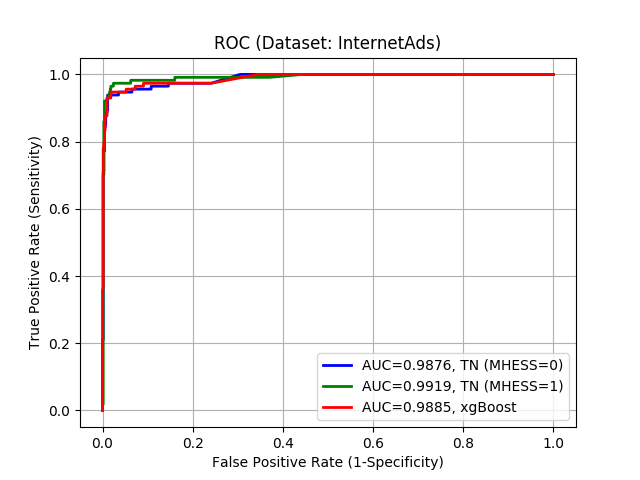 ROC (Dataset: InternetAds)
True Positive Rate (Sensitivity)
1.0
0.8
0.6
0.4
0.2
0.0
AUC=0.9876, TN (MHESS=0)
AUC=0.9919, TN (MHESS=1)
AUC=0.9885, xgBoost
0.0 0.2 0.4 0.6 0.8 1.0
False Positive Rate (1-Specificity)